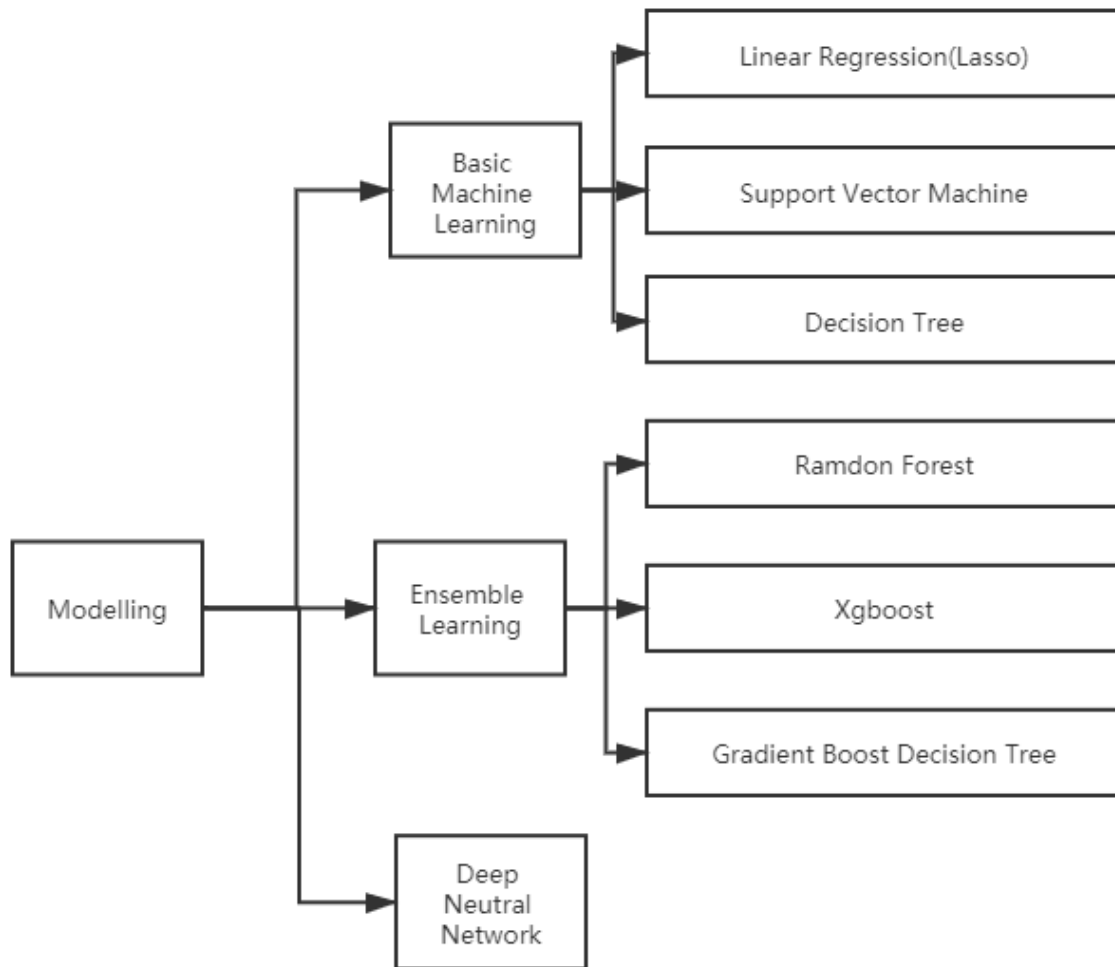 Linear Regression(Lasso)
Basic
Machine
Learning
Support Vector Machine
Decision Tree
Ramdon Forest
Modelling
Ensemble
Learning
Xgboost
Gradient Boost Decision Tree
Deep
Neutral
Network